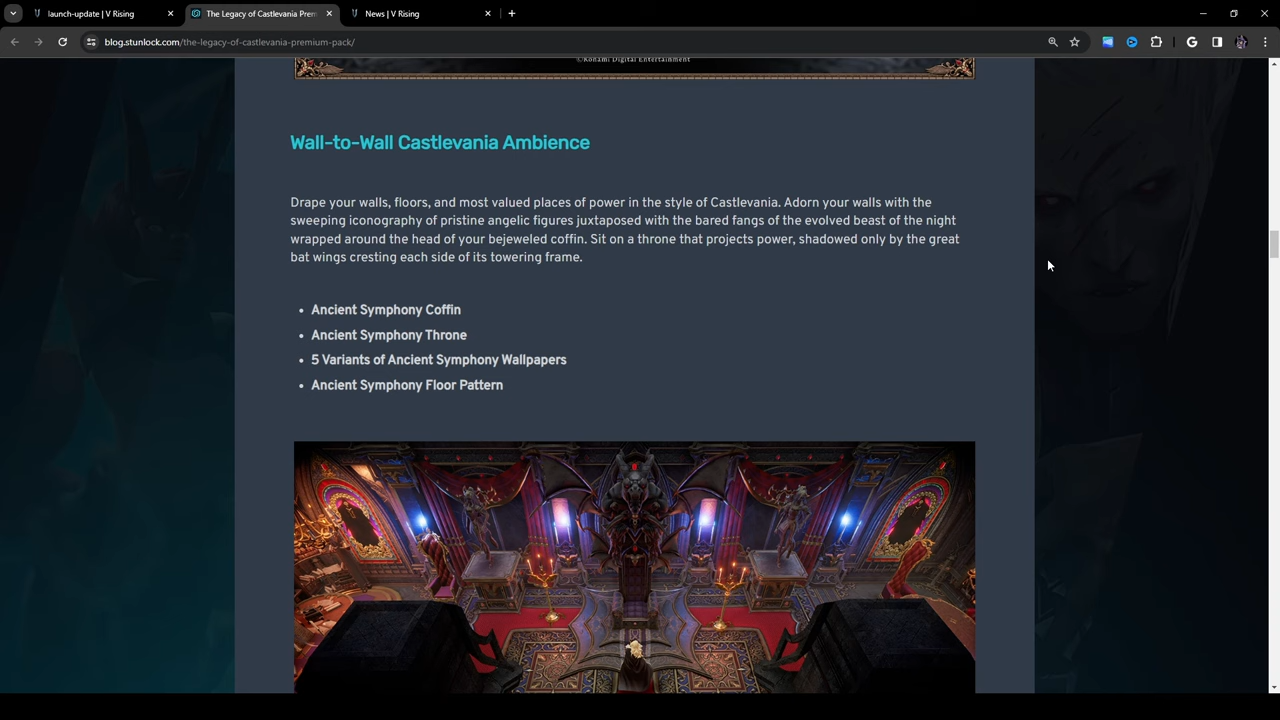 launch-update | V Rising
The Legacy of Castlevania Prem
News | V Rising
blog.stunlock.com/the-legacy-of-castlevania-premium-pack/
©Konami Digital Entertainment
Wall-to-Wall Castlevania Ambience
Drape your walls, floors, and most valued places of power in the style of Castlevania. Adorn your walls with the
sweeping iconography of pristine angelic figures juxtaposed with the bared fangs of the evolved beast of the night
wrapped around the head of your bejeweled coffin. Sit on a throne that projects power, shadowed only by the great
bat wings cresting each side of its towering frame.
• Ancient Symphony Coffin
• Ancient Symphony Throne
• 5 Variants of Ancient Symphony Wallpapers
• Ancient Symphony Floor Pattern